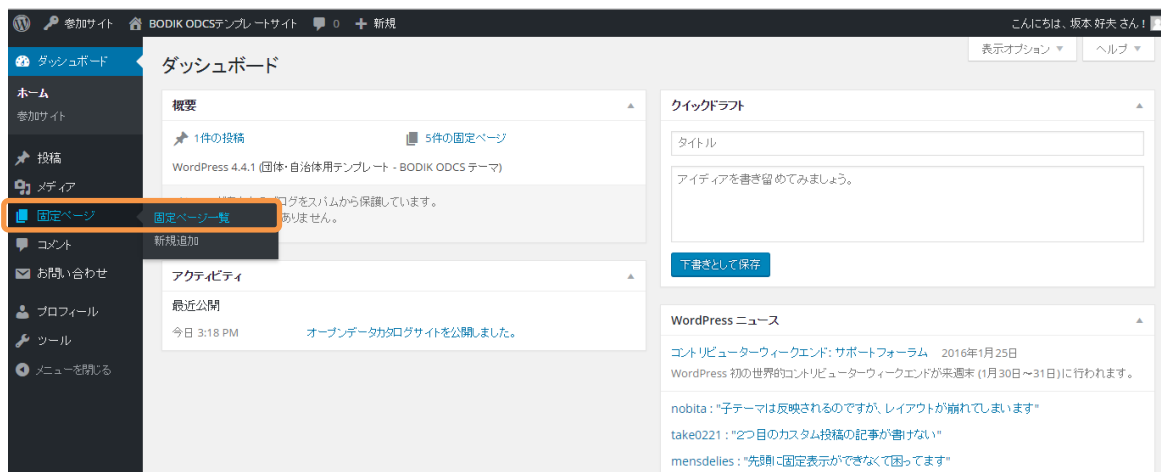 参加サイト BODIK ODCSテンプレートサイト 0 + 新規 こんにちは、坂本 好夫 さん！
表示オプション ▼ ヘルプ ▼
ダッシュボード
ホーム
参加サイト
投稿
メディア
固定ページ
コメント
お問い合わせ
プロフィール
ツール
メニューを閉じる
固定ページ一覧
新規追加
ダッシュボード
概要
1件の投稿 5件の固定ページ
WordPress 4.4.1 (団体・自治体用テンプレート - BODIK ODCS テーマ)
ログをスパムから保護しています。
ありません。
アクティビティ
最近公開
今日 3:18 PM オープンデータカタログサイトを公開しました。
クイックドラフト
タイトル
アイディアを書き留めてみましょう。
下書きとして保存
WordPress ニュース
コントリビューターウィークエンド: サポートフォーラム 2016年1月25日
WordPress 初の世界的コントリビューターウィークエンドが来週末 (1月30日～31日)に行われます。
nobita : "子テーマは反映されるのですが、レイアウトが崩れてしまいます"
take0221 : "2つ目のカスタム投稿の記事が書けない"
mensdelies : "先頭に固定表示ができなくて困ってます"